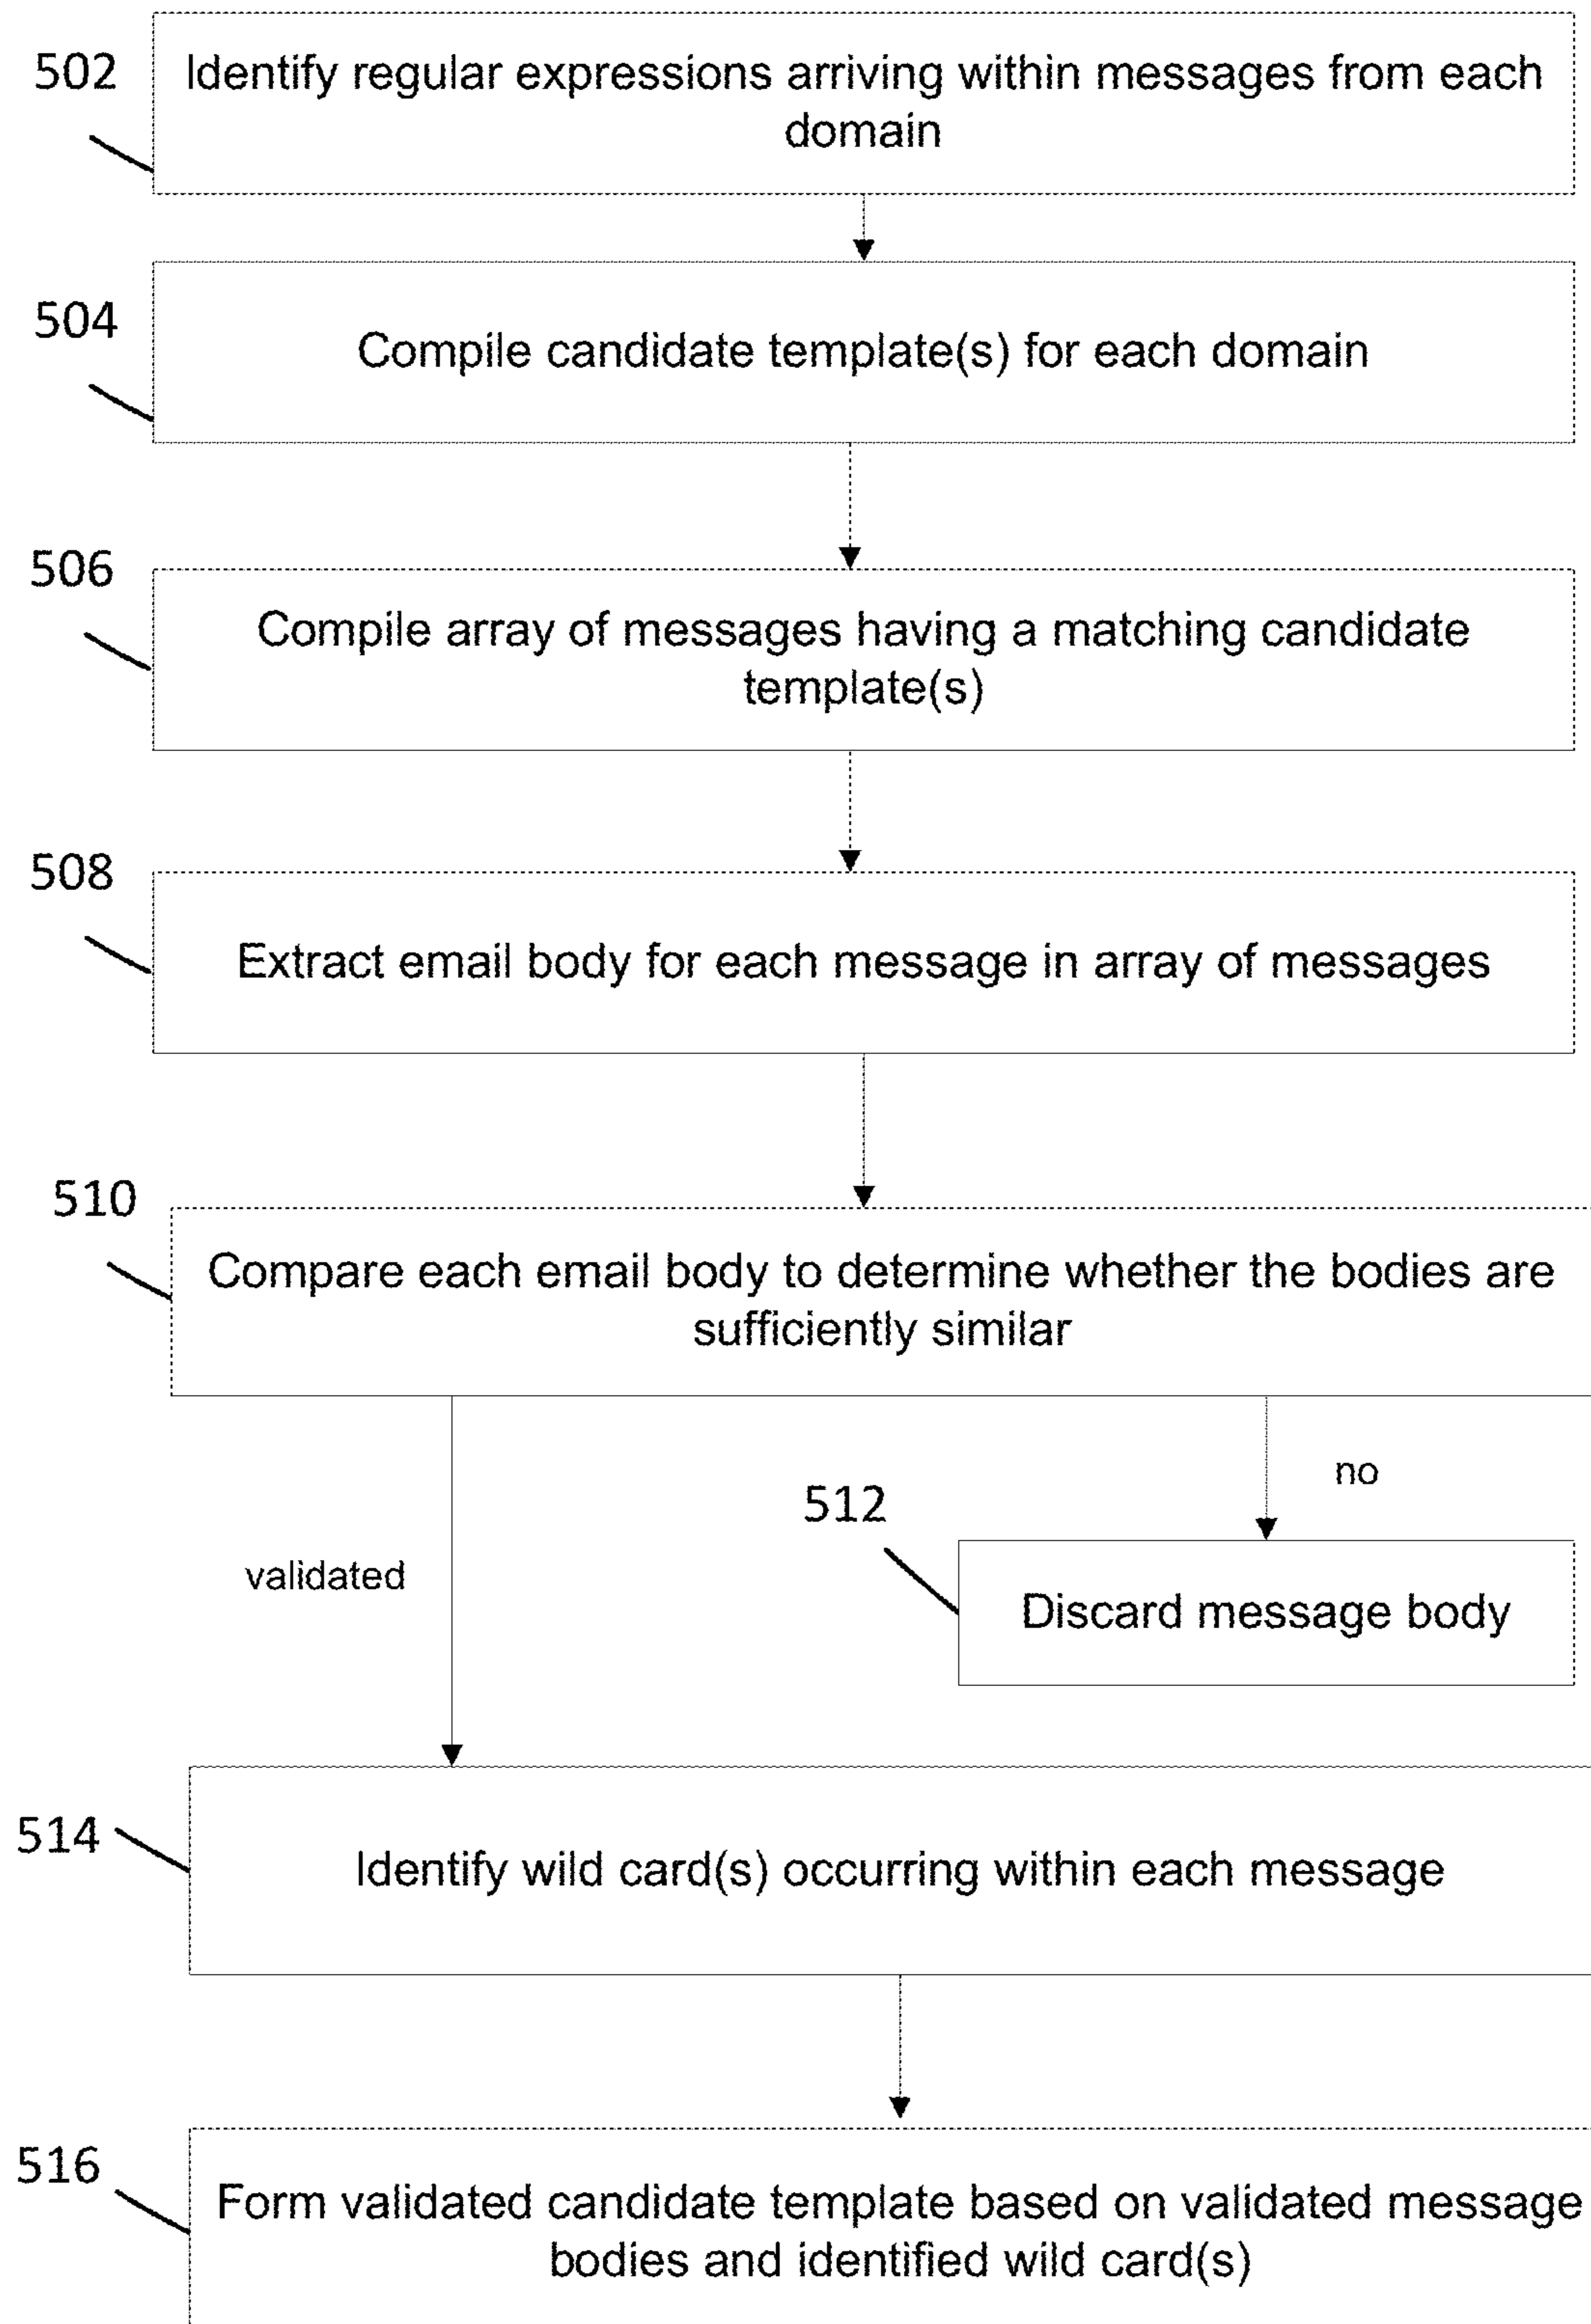 502
Identify regular expressions arriving within messages from each
domain
504
Compile candidate template(s) for each domain
506
Compile array of messages having a matching candidate
template(s)
508
Extract email body for each message in array of messages
510
Compare each email body to determine whether the bodies are
sufficiently similar
no
512
validated
Discard message body
514
Identify wild card(s) occurring within each message
516
Form validated candidate template based on validated message
bodies and identified wild card(s)